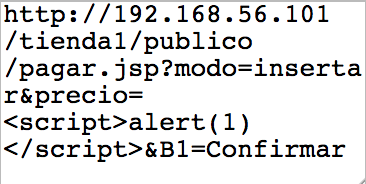 http://192.168.56.101
/tienda1/publico
/pagar.jsp?modo=inserta
r&precio=
<script>alert(1)
</script>&B1=Confirmar